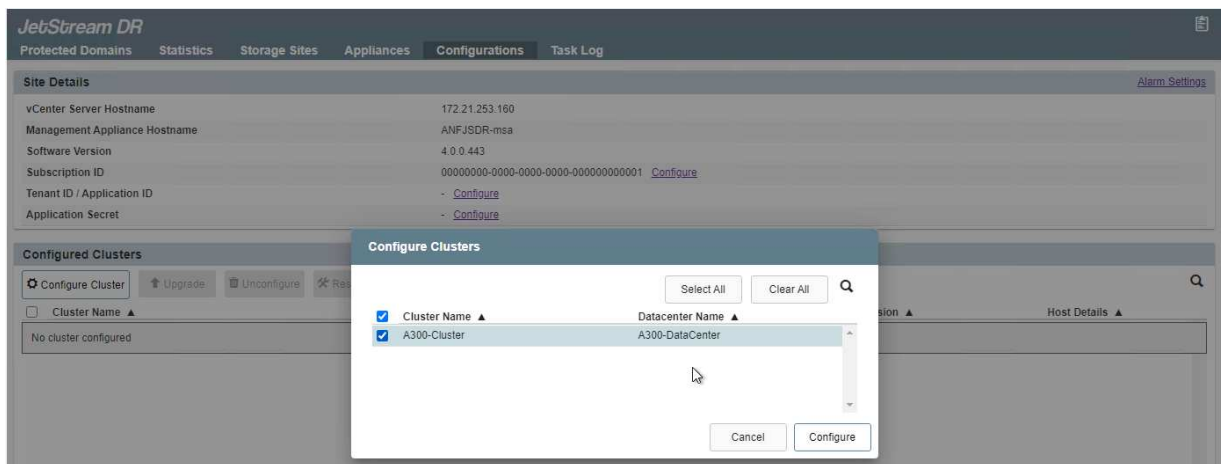 JetStream DR
Protected Domains Statistics Storage Sites Appliances Configurations Task Log
Site Details Alarm Settings
vCenter Server Hostname 172.21.253.160
Management Appliance Hostname ANFJSDR-msa
Software Version 4.0.0.443
Subscription ID 00000000-0000-0000-0000-000000000001 Configure
Tenant ID / Application ID - Configure
Application Secret - Configure
Configured Clusters
Configure Cluster Upgrade Unconfigure Res
Cluster Name ▲ sion ▲ Host Details ▲
No cluster configured
Configure Clusters
Select All Clear All
Cluster Name ▲ Datacenter Name ▲
A300-Cluster A300-DataCenter
Cancel Configure